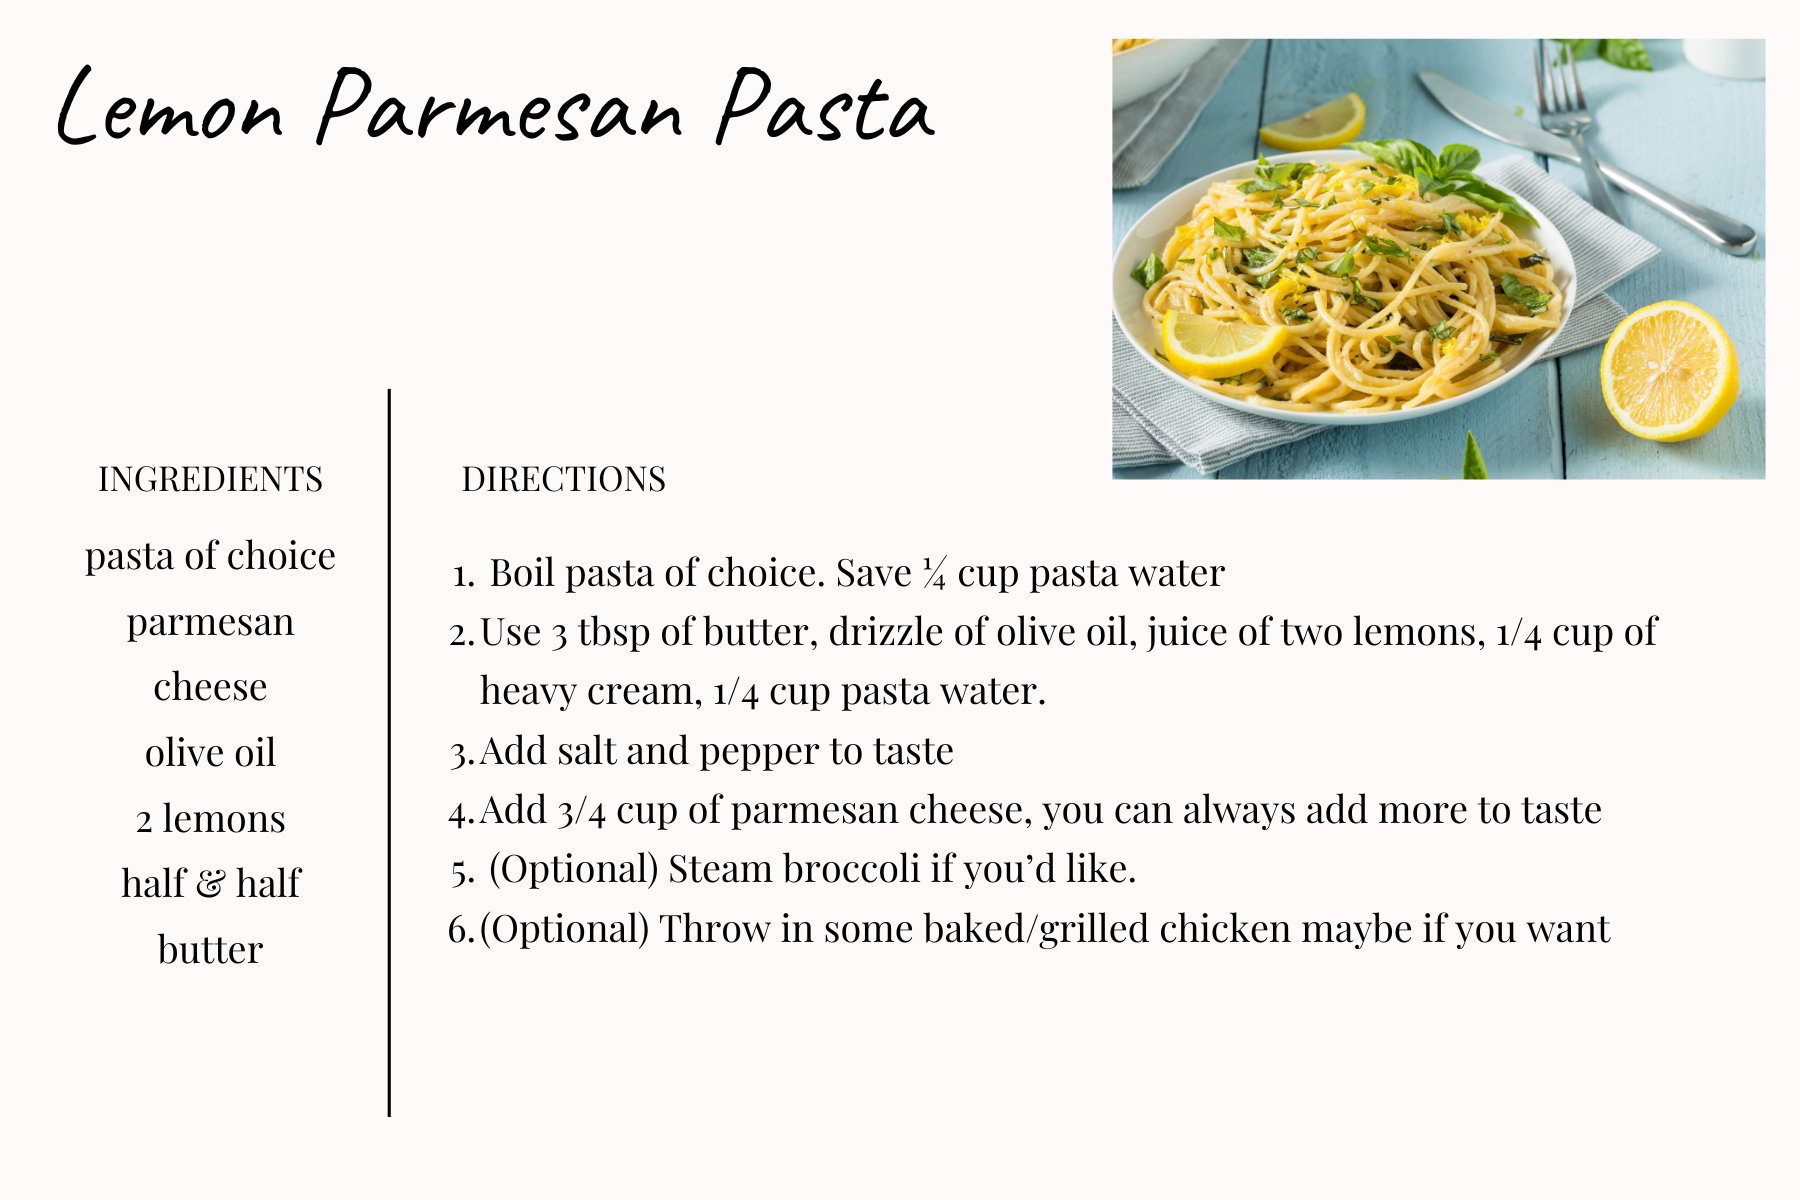 Lemon Parmesan Pasta
INGREDIENTS
pasta of choice
parmesan
cheese
olive oil
2 lemons
half & half
butter
DIRECTIONS
1. Boil pasta of choice. Save ¼ cup pasta water
2. Use 3 tbsp of butter, drizzle of olive oil, juice of two lemons, 1/4 cup of
heavy cream, 1/4 cup pasta water.
3. Add salt and pepper to taste
4. Add 3/4 cup of parmesan cheese, you can always add more to taste
5. (Optional) Steam broccoli if you’d like.
6. (Optional) Throw in some baked/grilled chicken maybe if you want